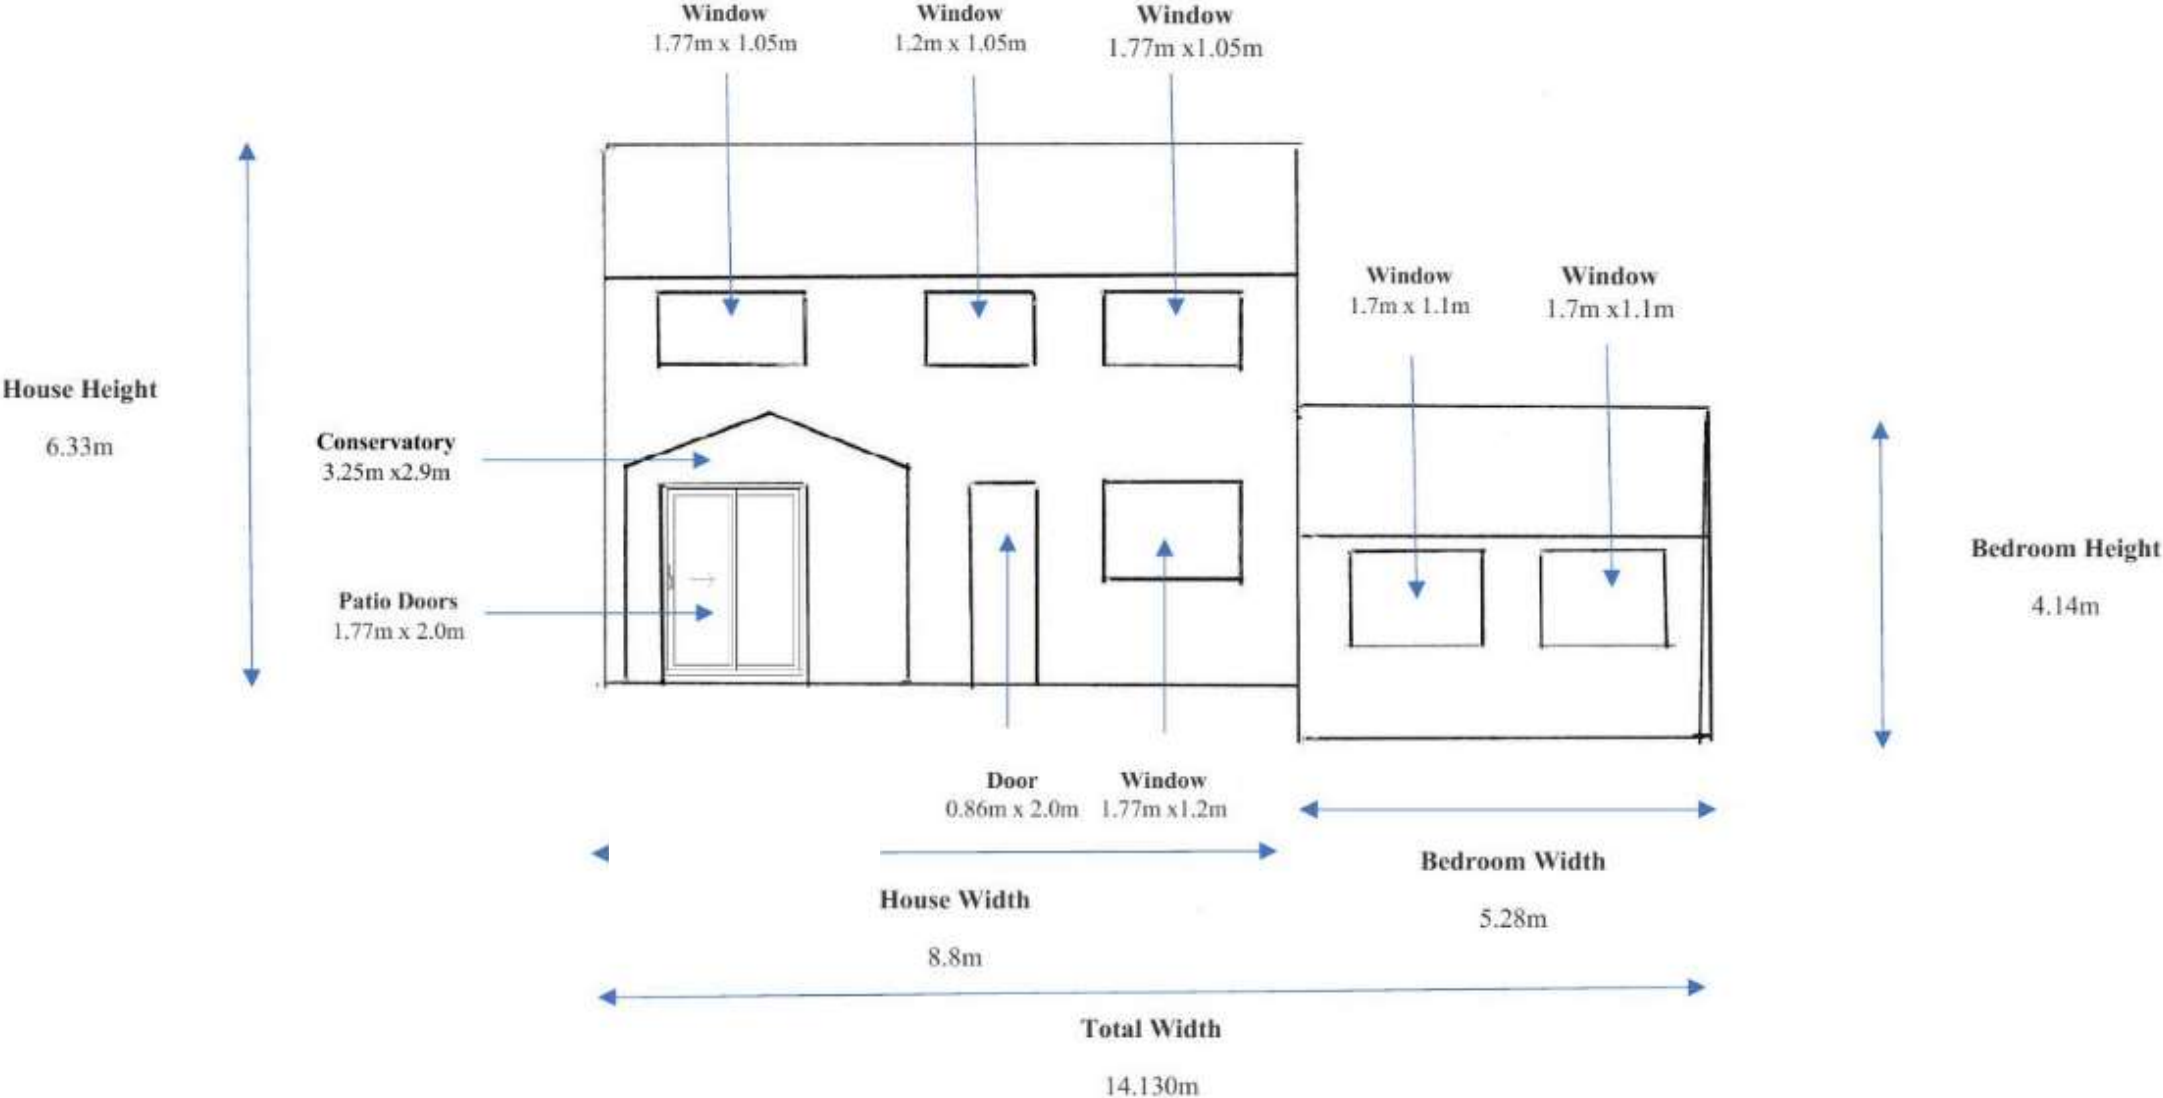 Window
1.77m x 1.05m
Window
1.2m x 1.05m
Window
1.77m x1.05m
Window
1.7m x 1.1m
Window
1.7m x1.1m
House Height
6.33m
Conservatory
3.25m x2.9m
Patio Doors
1.77m x 2.0m
Bedroom Height
4.14m
Door
0.86m x 2.0m
Window
1.77m x1.2m
Bedroom Width
5.28m
House Width
8.8m
Total Width
14.130m